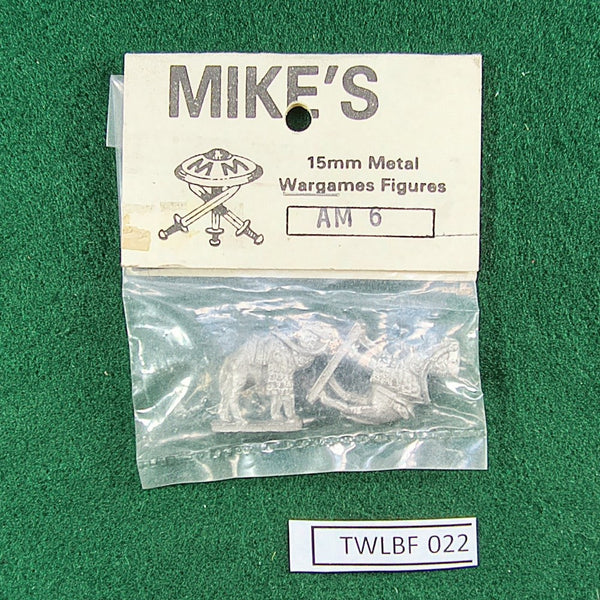 MIKE'S
M M
15mm Metal
Wargames Figures
AM 6
TWLBF 022